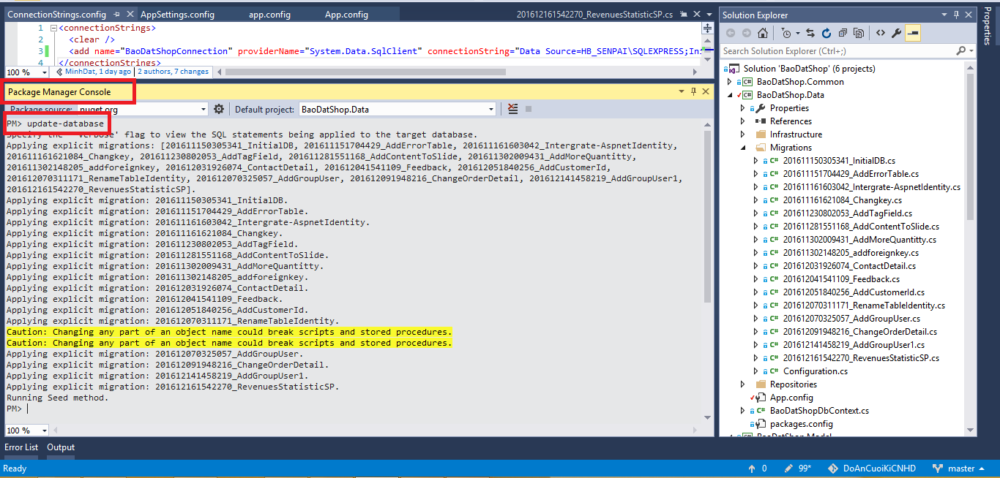 ConnectionStrings.config
AppSettings.config
app.config
App.config
201612161542270_RevenuesStatisticSP.cs
1 <connectionStrings>
2 <clear />
3 <add name="BaoDatShopConnection" providerName="System.Data.SqlClient" connectionString="Data Source=HB_SENPAI\SQLEXPRESS;Ini
4 </connectionStrings>
100 %
MinhDat, 1 day ago | 2 authors, 7 changes
Package Manager Console
Package source: nuget.org
Default project: BaoDatShop.Data
PM> update-database
Specify the '-Verbose' flag to view the SQL statements being applied to the target database.
Applying explicit migrations: [201611150305341_InitialDB, 201611151704429_AddErrorTable, 201611161603042_Intergrate-AspnetIdentity,
201611161621084_Changkey, 201611230802053_AddTagField, 201611281551168_AddContentToSlide, 201611302009431_AddMoreQuantity,
201611302148205_addforeignkey, 201612031926074_ContactDetail, 201612041541109_Feedback, 201612051840256_AddCustomerId,
201612070311171_RenameTableIdentity, 201612070325057_AddGroupUser, 201612091948216_ChangeOrderDetail, 201612141458219_AddGroupUser1,
201612161542270_RevenuesStatisticSP].
Applying explicit migration: 201611150305341_InitialDB.
Applying explicit migration: 201611151704429_AddErrorTable.
Applying explicit migration: 201611161603042_Intergrate-AspnetIdentity.
Applying explicit migration: 201611161621084_Changkey.
Applying explicit migration: 201611230802053_AddTagField.
Applying explicit migration: 201611281551168_AddContentToSlide.
Applying explicit migration: 201611302009431_AddMoreQuantitty.
Applying explicit migration: 201611302148205_addforeignkey.
Applying explicit migration: 201612031926074_ContactDetail.
Applying explicit migration: 201612041541109_Feedback.
Applying explicit migration: 201612051840256_AddCustomerId.
Applying explicit migration: 201612070311171_RenameTableIdentity.
Caution: Changing any part of an object name could break scripts and stored procedures.
Caution: Changing any part of an object name could break scripts and stored procedures.
Applying explicit migration: 201612070325057_AddGroupUser.
Applying explicit migration: 201612091948216_ChangeOrderDetail.
Applying explicit migration: 201612141458219_AddGroupUser1.
Applying explicit migration: 201612161542270_RevenuesStatisticSP.
Running Seed method.
PM>
100 %
Error List Output
Ready
Solution Explorer
Search Solution Explorer (Ctrl+;)
Solution 'BaoDatShop' (6 projects)
BaoDatShop.Common
BaoDatShop.Data
Properties
References
Infrastructure
Migrations
201611150305341_InitialDB.cs
201611151704429_AddErrorTable.cs
201611161603042_Intergrate-AspnetIdentity.cs
201611161621084_Changkey.cs
201611230802053_AddTagField.cs
201611281551168_AddContentToSlide.cs
201611302009431_AddMoreQuantitty.cs
201611302148205_addforeignkey.cs
201612031926074_ContactDetail.cs
201612041541109_Feedback.cs
201612051840256_AddCustomerId.cs
201612070311171_RenameTableIdentity.cs
201612070325057_AddGroupUser.cs
201612091948216_ChangeOrderDetail.cs
201612141458219_AddGroupUser1.cs
201612161542270_RevenuesStatisticSP.cs
Configuration.cs
Repositories
App.config
BaoDatShopDbContext.cs
packages.config
BaoDatShop.Model
Properties
0
99*
DoAnCuoiKiCNHD
master